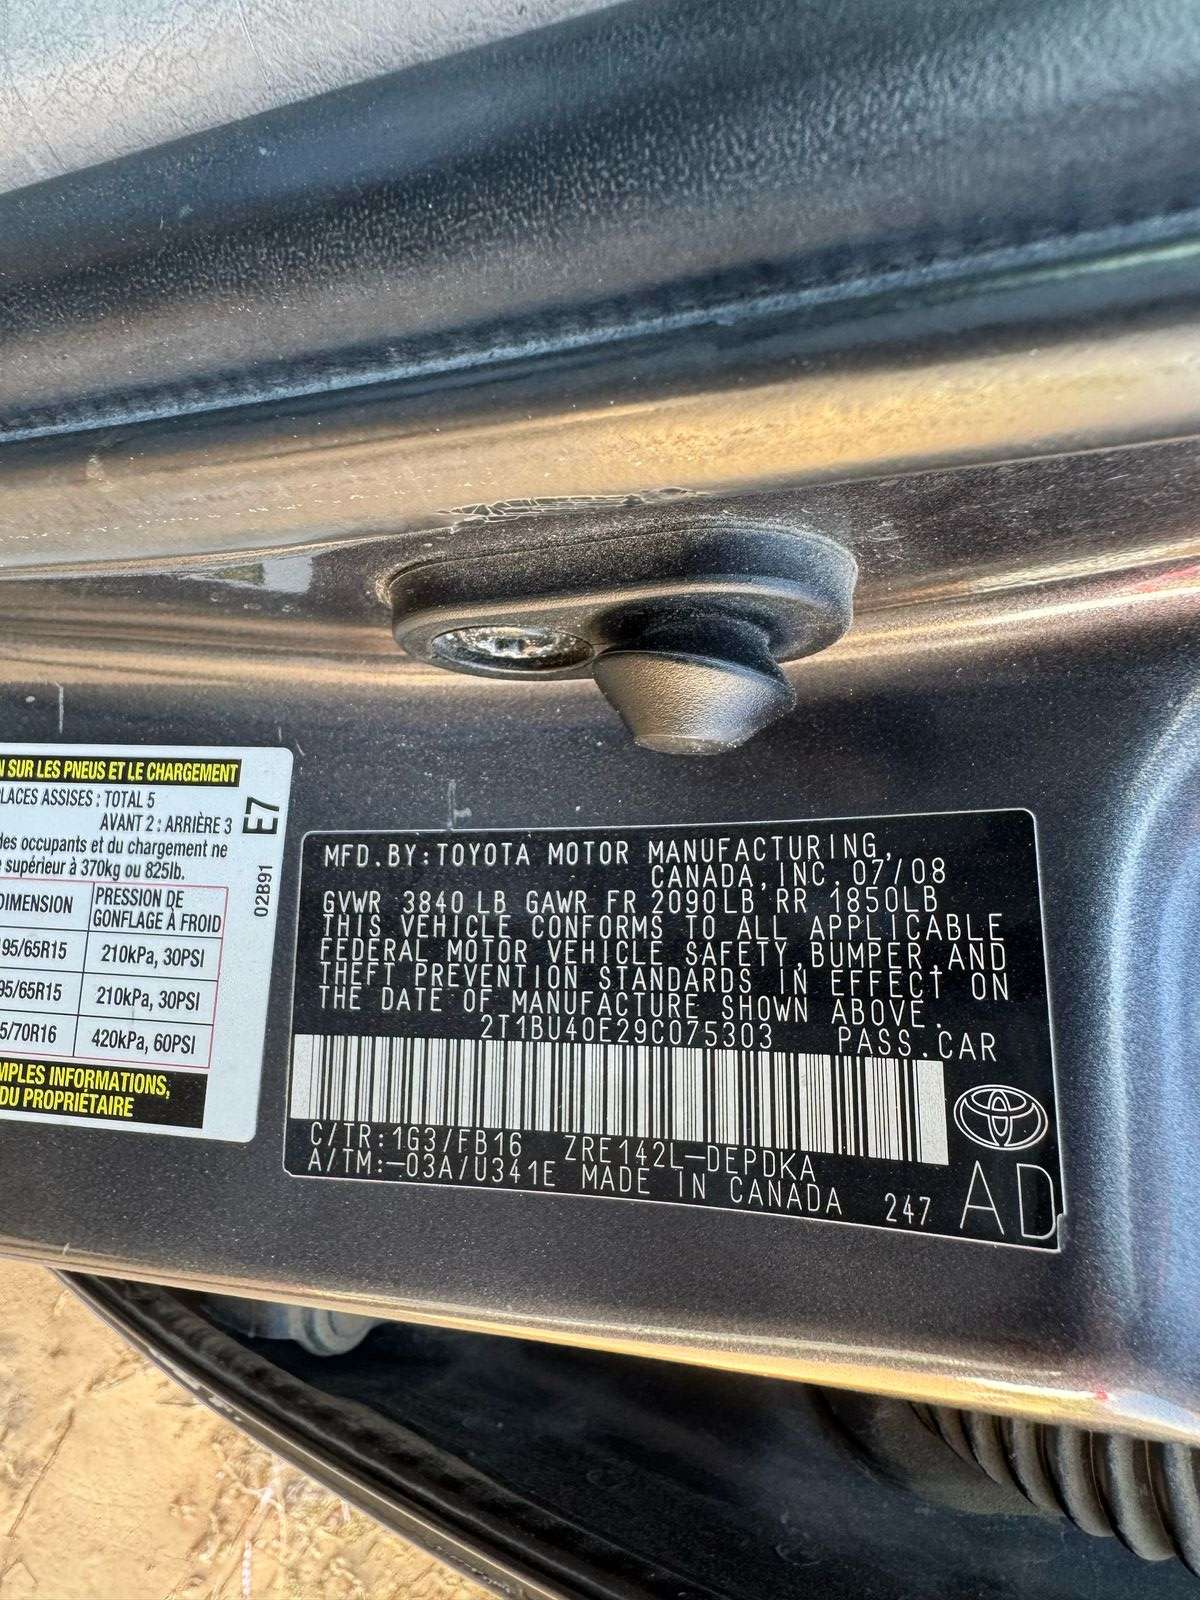 N SUR LES PNEUS ET LE CHARGEMENT
PLACES ASSISES : TOTAL 5
AVANT 2 : ARRIÈRE 3
des occupants et du chargement ne
e supérieur à 370kg ou 825lb.
E7
02B91
DIMENSION PRESSION DE GONFLAGE À FROID
95/65R15 210kPa, 30PSI
95/65R15 210kPa, 30PSI
5/70R16 420kPa, 60PSI
MPLES INFORMATIONS,
DU PROPRIÉTAIRE
MFD.BY:TOYOTA MOTOR MANUFACTURING,
CANADA,INC.07/08
GVWR 3840 LB GAWR FR 2090LB RR 1850LB
THIS VEHICLE CONFORMS TO ALL APPLICABLE
FEDERAL MOTOR VEHICLE SAFETY,BUMPER,AND
THEFT PREVENTION STANDARDS IN EFFECT ON
THE DATE OF MANUFACTURE SHOWN ABOVE.
2T1BU40E29C075303 PASS.CAR
C/TR:1G3/FB16 ZRE142L-DEPDKA
A/TM:-03A/U341E MADE IN CANADA 247
AD